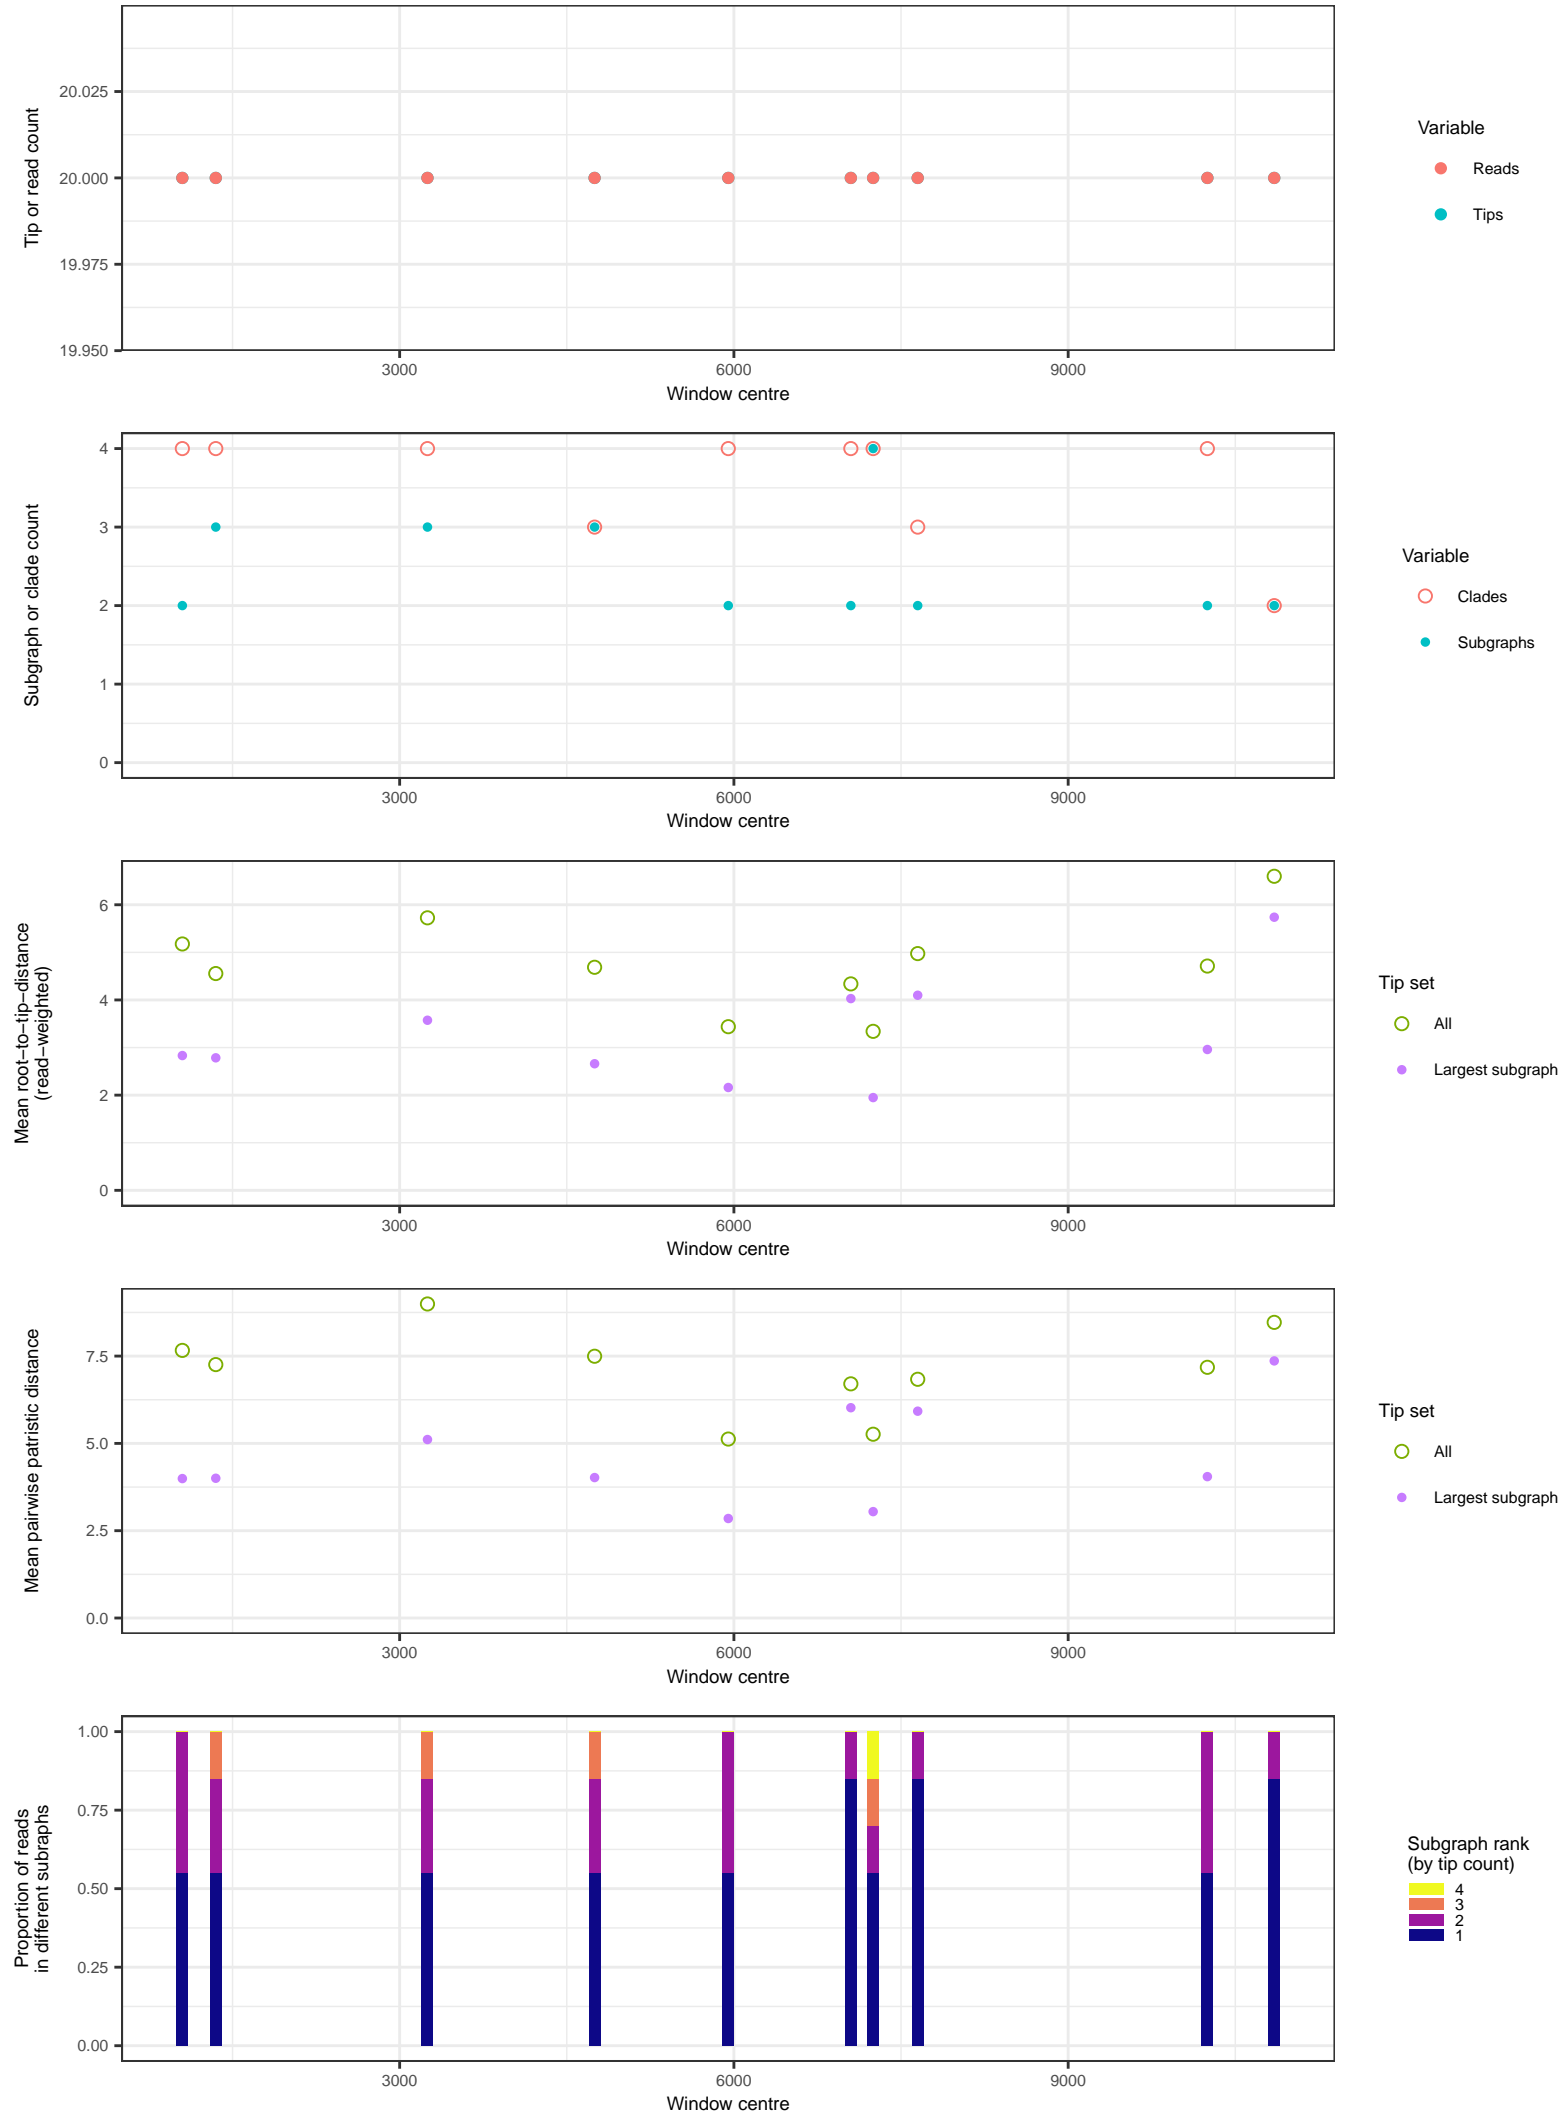 Tip or read count
20.025
20.000
19.975
19.950
3000
6000
9000
Window centre
Variable
Reads
Tips
Subgraph or clade count
4
3
2
1
0
3000
6000
9000
Window centre
Variable
Clades
Subgraphs
Mean root−to−tip−distance
(read−weighted)
6
4
2
0
3000
6000
9000
Window centre
Tip set
All
Largest subgraph
Mean pairwise patristic distance
7.5
5.0
2.5
0.0
3000
6000
9000
Window centre
Tip set
All
Largest subgraph
Proportion of reads
in different subraphs
1.00
0.75
0.50
0.25
0.00
3000
6000
9000
Window centre
Subgraph rank
(by tip count)
4
3
2
1